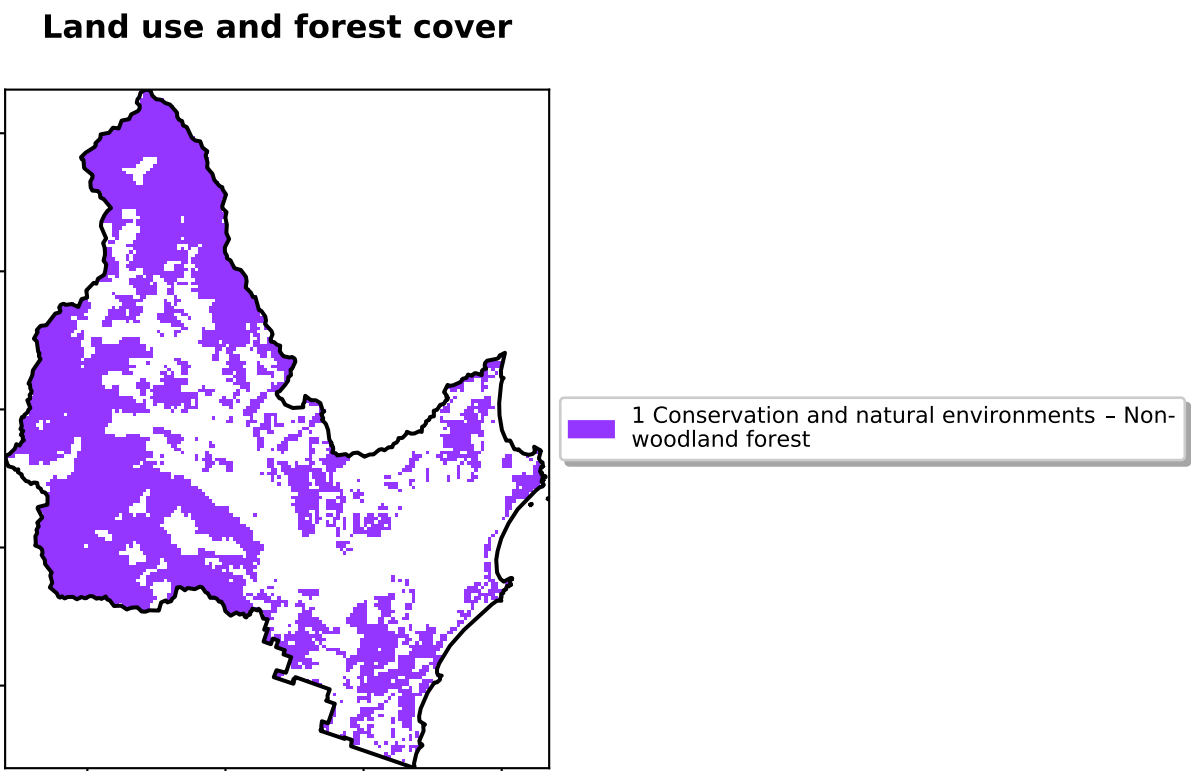 Land use and forest cover
1 Conservation and natural environments – Non-
woodland forest